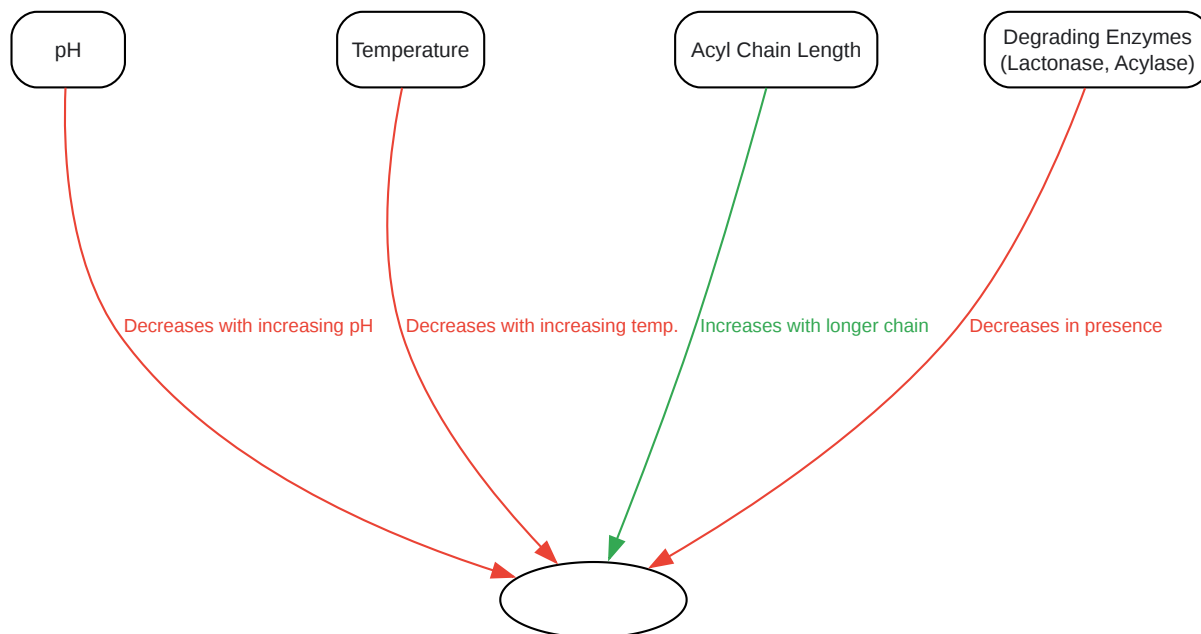 pH
Temperature
Acyl Chain Length
Degrading Enzymes
(Lactonase, Acylase)
Decreases with increasing pH
Decreases with increasing temp.
Increases with longer chain
Decreases in presence